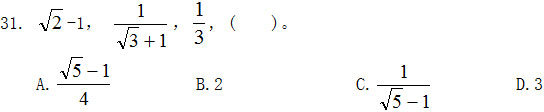 31. √2-1, 1/(√3+1), 1/3, (    )。
A. (√5-1)/4    B.2    C. 1/(√5-1)    D.3